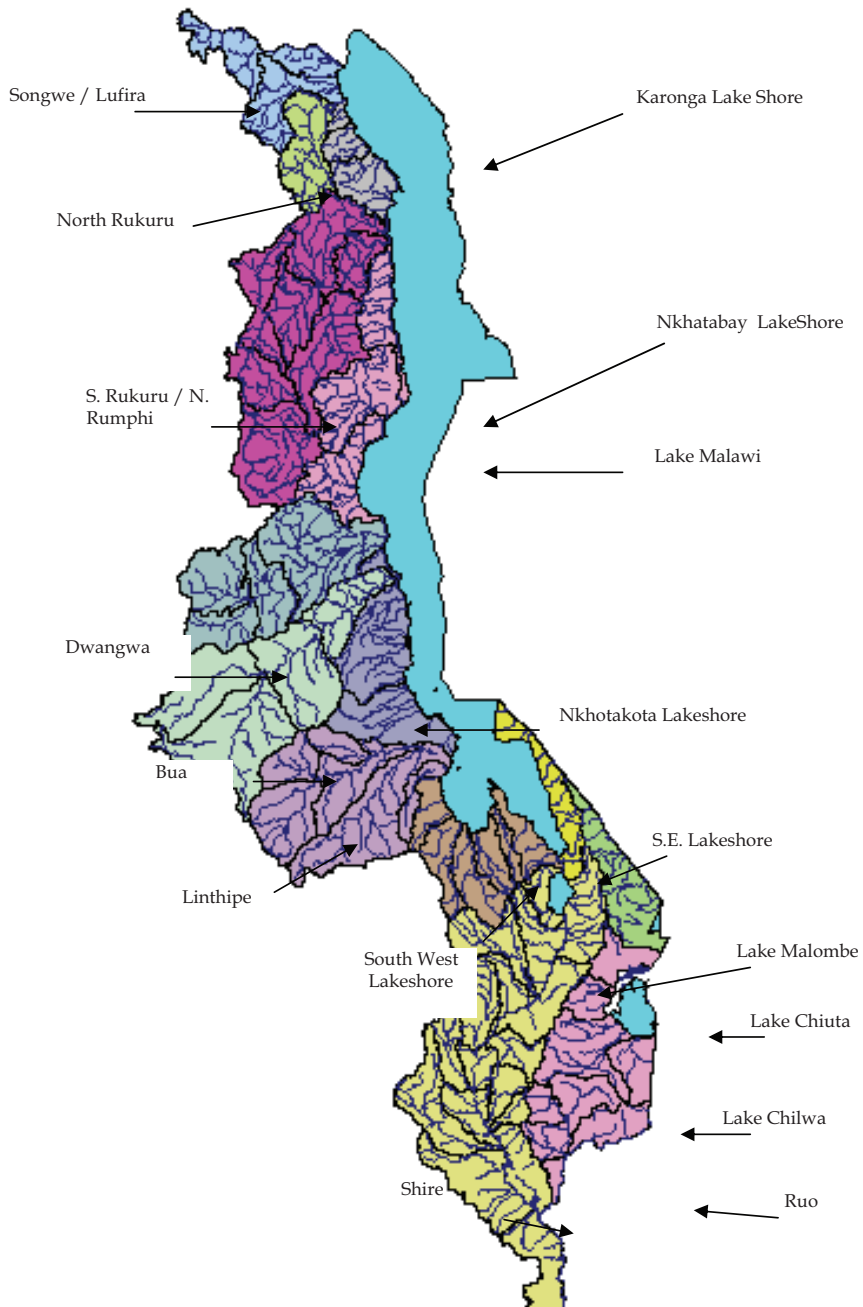 Songwe / Lufira
Karonga Lake Shore
North Rukuru
Nkhatabay LakeShore
S. Rukuru / N.
Rumphi
Lake Malawi
Dwangwa
Nkhotakota Lakeshore
Bua
S.E. Lakeshore
Linthipe
South West
Lakeshore
Lake Malombe
Lake Chiuta
Lake Chilwa
Shire
Ruo